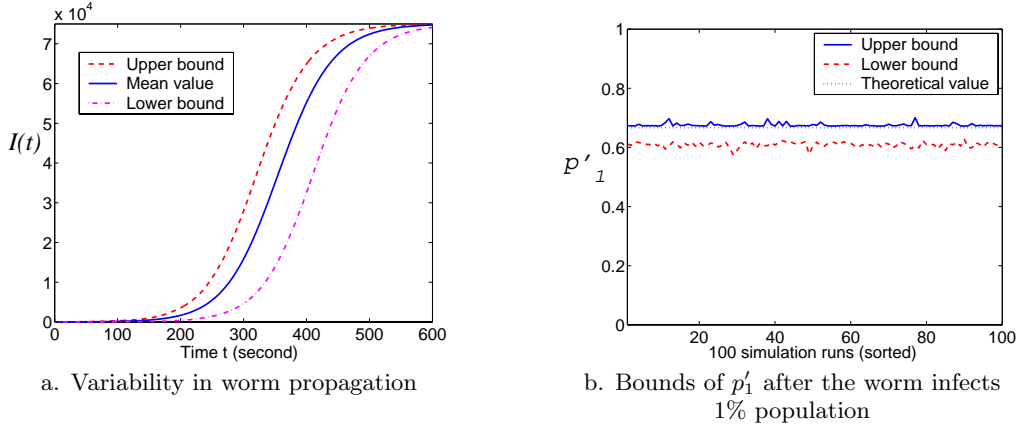 x 10^4
7
6
5
4
3
2
1
0
I(t)
Upper bound
Mean value
Lower bound
0 100 200 300 400 500 600
Time t (second)
a. Variability in worm propagation
1
0.8
0.6
0.4
0.2
0
p'_1
Upper bound
Lower bound
Theoretical value
20 40 60 80 100
100 simulation runs (sorted)
b. Bounds of p'_1 after the worm infects
1% population